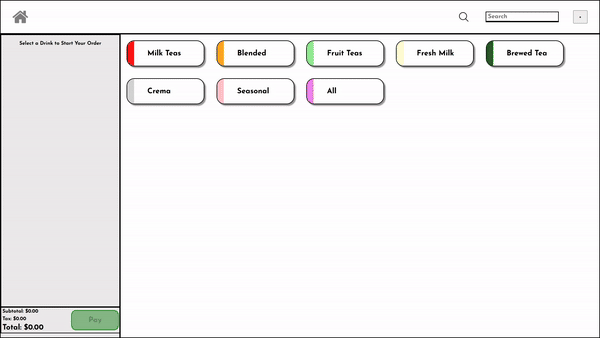 Search
Select a Drink to Start Your Order
Milk Teas
Blended
Fruit Teas
Fresh Milk
Brewed Tea
Crema
Seasonal
All
Subtotal: $0.00
Tax: $0.00
Total: $0.00
Pay